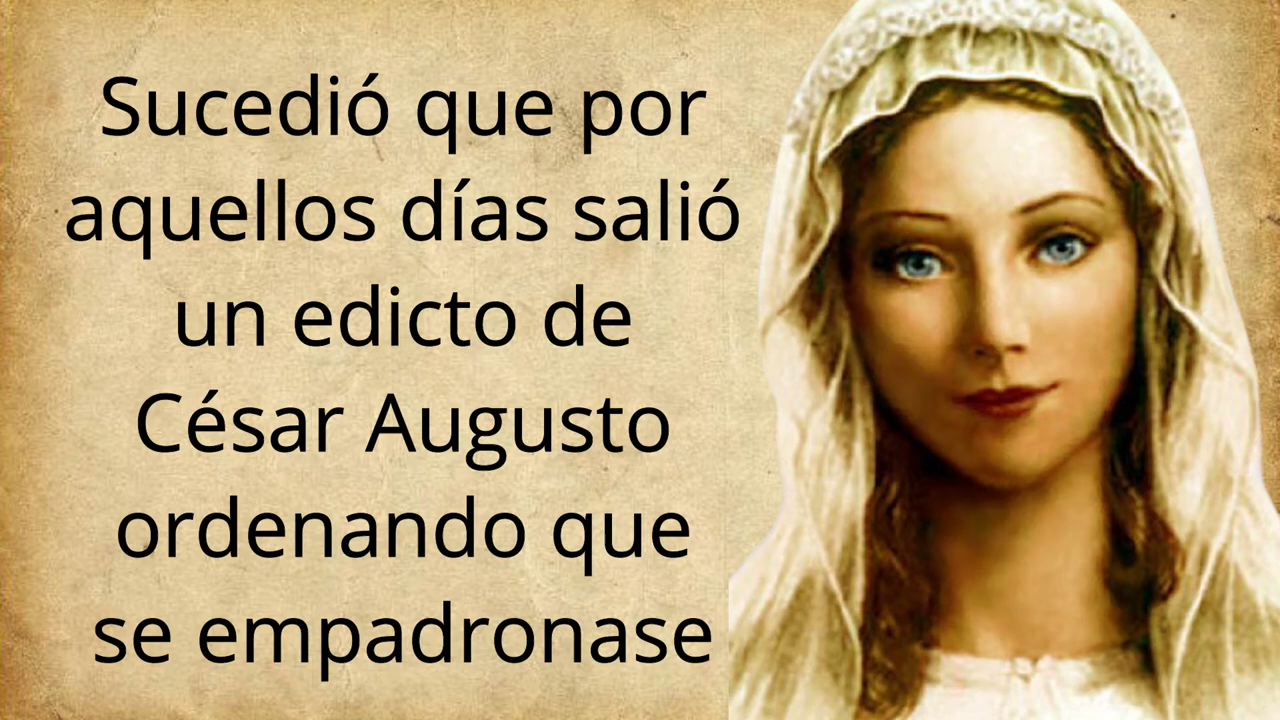 Sucedió que por
aquellos días salió
un edicto de
César Augusto
ordenando que
se empadronase